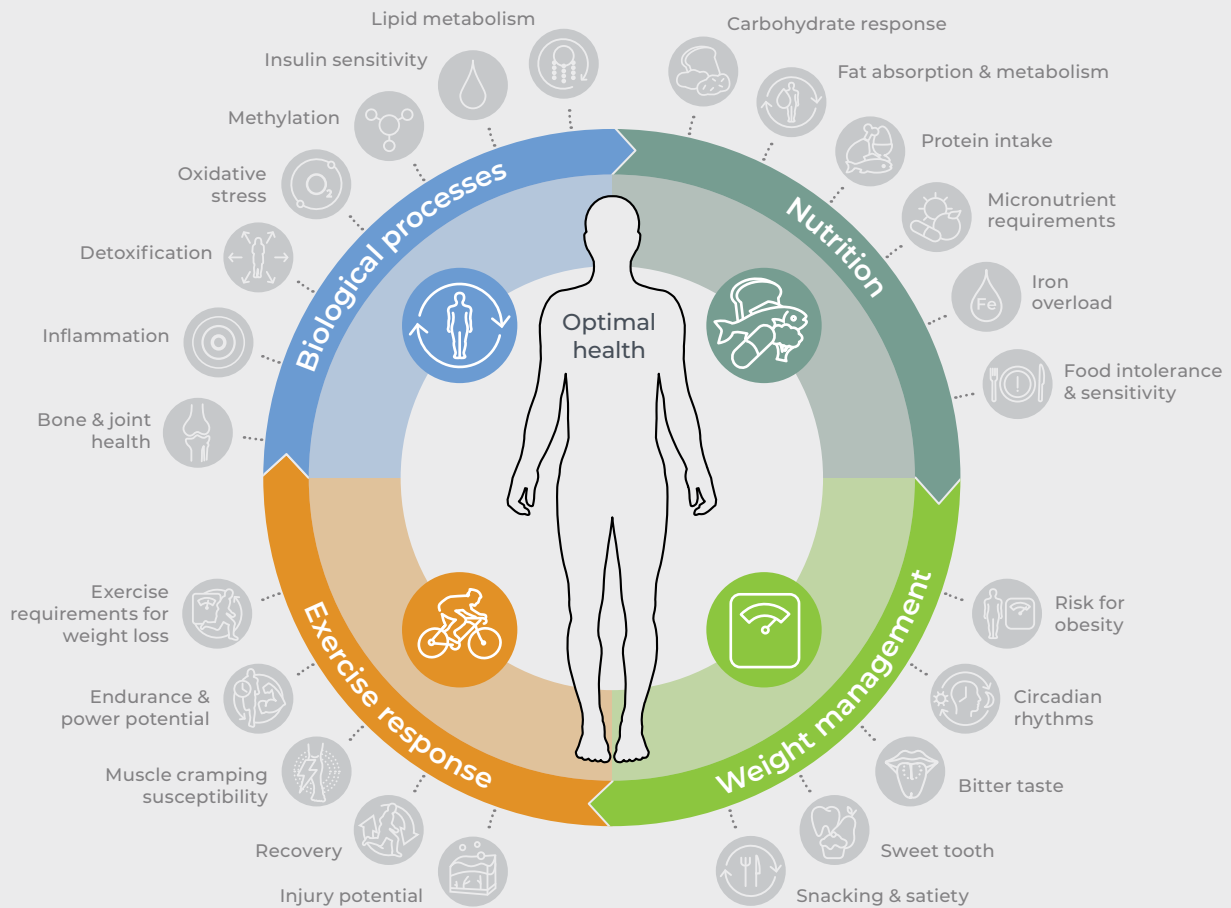 Lipid metabolism
Insulin sensitivity
Methylation
Oxidative
stress
Detoxification
Inflammation
Bone & joint
health
Biological processes
Carbohydrate response
Fat absorption & metabolism
Protein intake
Micronutrient
requirements
Iron
overload
Fe
Food intolerance
& sensitivity
Nutrition
O2
!
Optimal
health
Exercise
requirements for
weight loss
Endurance &
power potential
Muscle cramping
susceptibility
Recovery
Injury potential
Exercise response
Risk for
obesity
Circadian
rhythms
Bitter taste
Sweet tooth
Snacking & satiety
Weight management